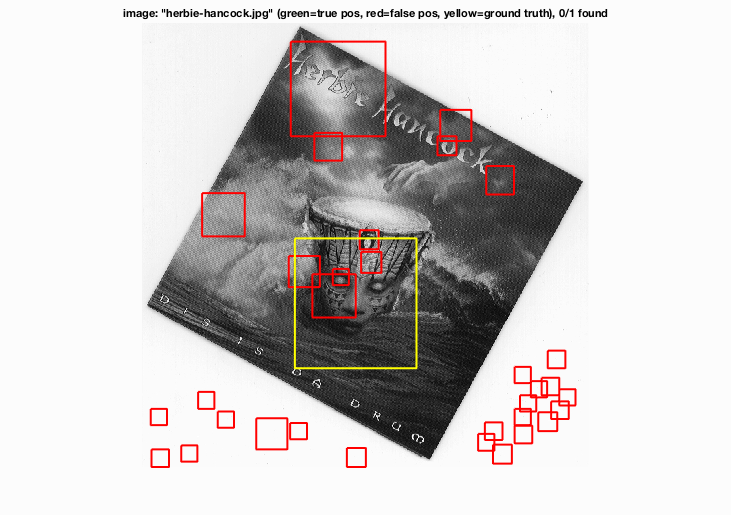 image: "herbie-hancock.jpg" (green=true pos, red=false pos, yellow=ground truth), 0/1 found
Herbie Hancock
DIS IS DA DRUM